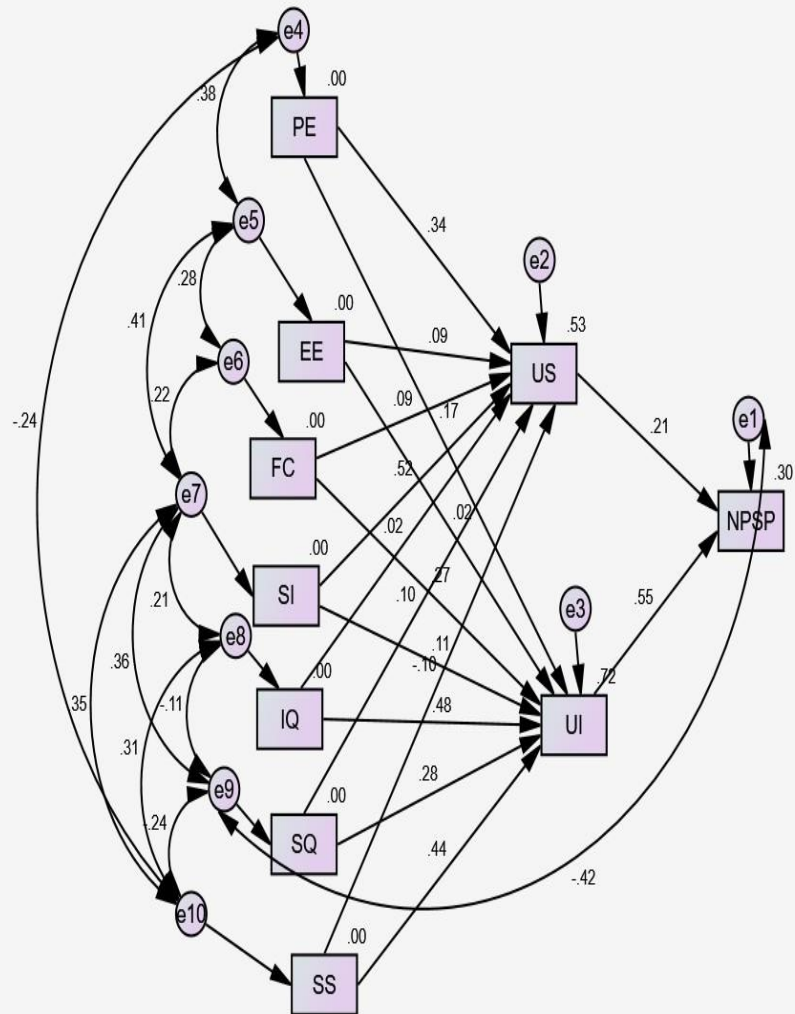 e4
.00
.38
PE
e5
.34
e2
.28
.00
.41
.53
EE
.09
e6
US
.22
.00
.09
.17
e1
-.24
.21
FC
.30
.52
e7
NPSP
.02
.02
.00
.27
SI
.10
e3
.55
.21
e8
.11
.36
-.10
.00
.72
-.11
IQ
.48
UI
.35
.31
e9
.28
.00
-.24
SQ
.44
-.42
e10
.00
SS